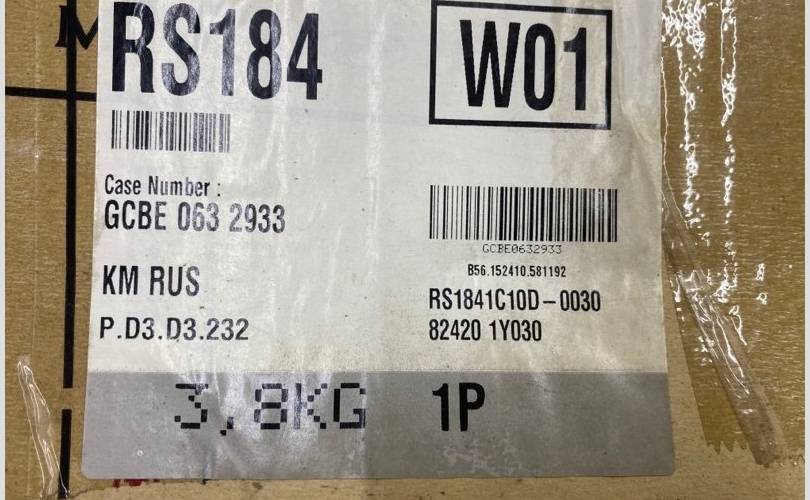 M
RS184
W01
Case Number :
GCBE 063 2933
GCBE0632933
B56.152410.581192
KM RUS
RS1841C10D-0030
P.D3.D3.232
82420 1Y030
3,8KG
1P